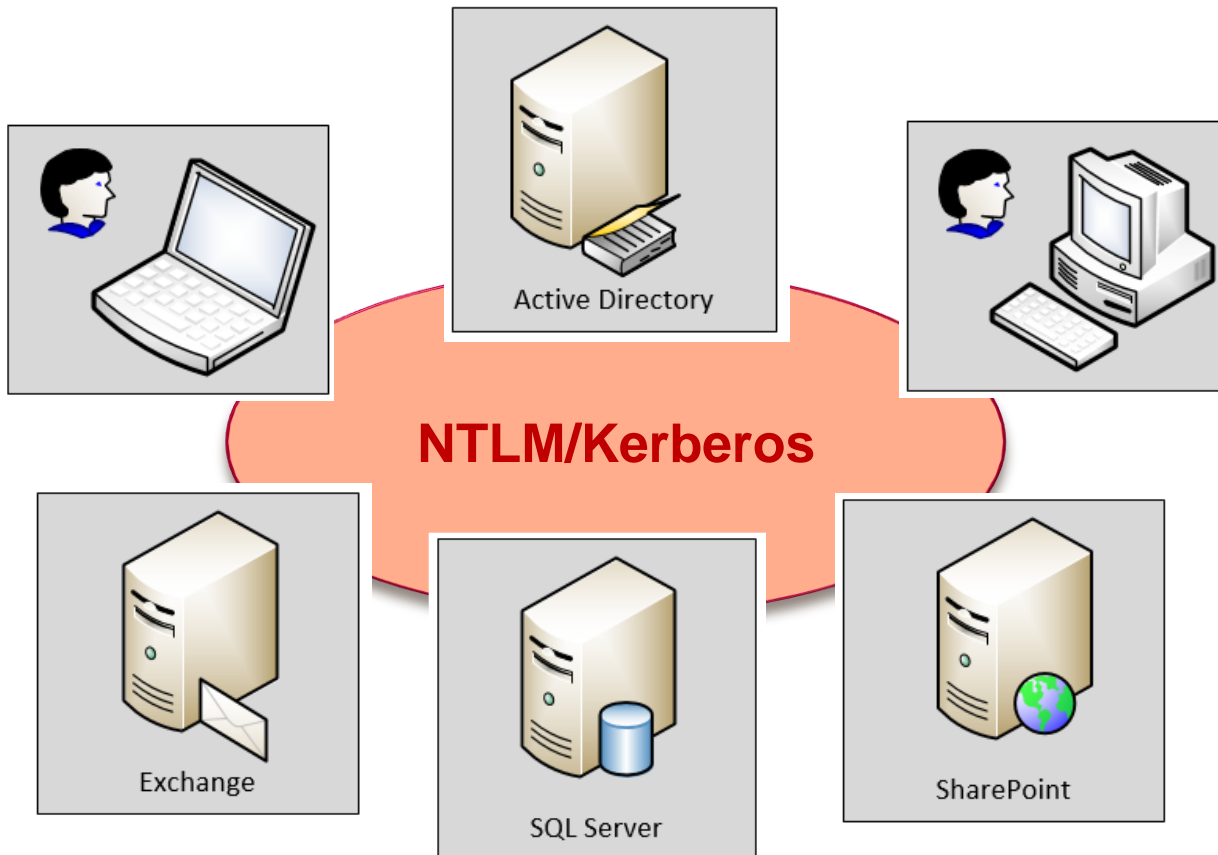 Active Directory
NTLM/Kerberos
Exchange
SQL Server
SharePoint